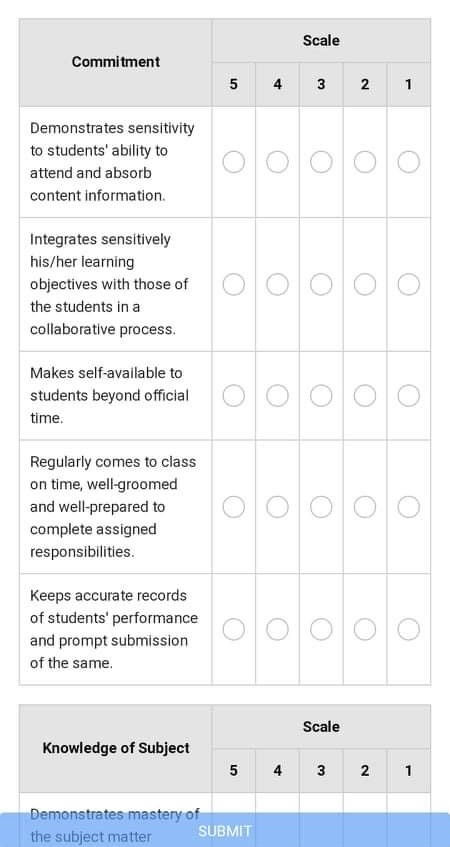 Commitment
Scale
5 4 3 2 1
Demonstrates sensitivity
to students' ability to
attend and absorb
content information.
Integrates sensitively
his/her learning
objectives with those of
the students in a
collaborative process.
Makes self-available to
students beyond official
time.
Regularly comes to class
on time, well-groomed
and well-prepared to
complete assigned
responsibilities.
Keeps accurate records
of students' performance
and prompt submission
of the same.
Knowledge of Subject
Scale
5 4 3 2 1
Demonstrates mastery of
the subject matter
SUBMIT